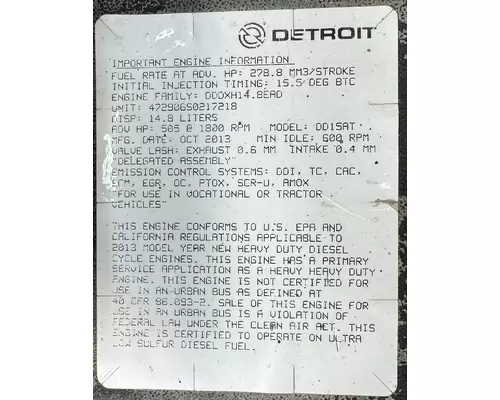 DETROIT
IMPORTANT ENGINE INFORMATION
FUEL RATE AT ADV. HP: 278.8 MM3/STROKE
INITIAL INJECTION TIMING: 15.5 DEG BTC
ENGINE FAMILY: DDDXH14.8EAD
UNIT: 47290650217218
DISP: 14.8 LITERS
ADV HP: 505 @ 1800 RPM MODEL: DD15AT
MFG. DATE: OCT 2013 MIN IDLE: 600 RPM
VALVE LASH: EXHAUST 0.6 MM INTAKE 0.4 MM
"DELEGATED ASSEMBLY"
EMISSION CONTROL SYSTEMS: DDI, TC, CAC,
ECM, EGR, OC, PTOX, SCR-U, AMOX
"FOR USE IN VOCATIONAL OR TRACTOR
VEHICLES"
THIS ENGINE CONFORMS TO U.S. EPA AND
CALIFORNIA REGULATIONS APPLICABLE TO
2013 MODEL YEAR NEW HEAVY DUTY DIESEL
CYCLE ENGINES. THIS ENGINE HAS A PRIMARY
SERVICE APPLICATION AS A HEAVY HEAVY DUTY
ENGINE. THIS ENGINE IS NOT CERTIFIED FOR
USE IN AN URBAN BUS AS DEFINED AT
40 CFR 86.093-2. SALE OF THIS ENGINE FOR
USE IN AN URBAN BUS IS A VIOLATION OF
FEDERAL LAW UNDER THE CLEAN AIR ACT. THIS
ENGINE IS CERTIFIED TO OPERATE ON ULTRA
LOW SULFUR DIESEL FUEL.